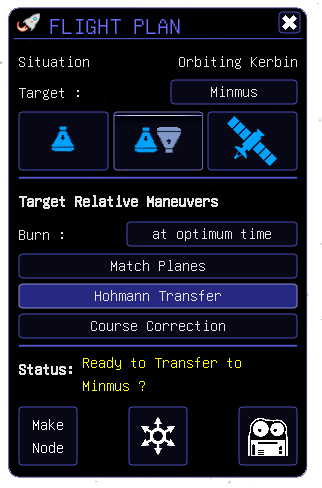 FLIGHT PLAN
Situation Orbiting Kerbin
Target : Minmus
Target Relative Maneuvers
Burn : at optimum time
Match Planes
Hohmann Transfer
Course Correction
Status: Ready to Transfer to
Minmus ?
Make
Node